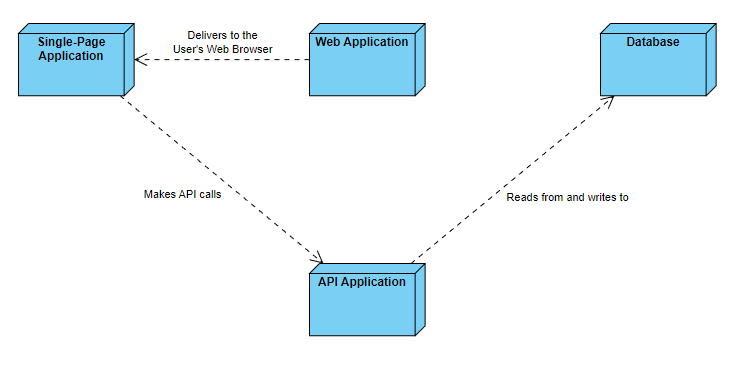 Single-Page
Application
Delivers to the
User's Web Browser
Web Application
Database
Makes API calls
Reads from and writes to
API Application